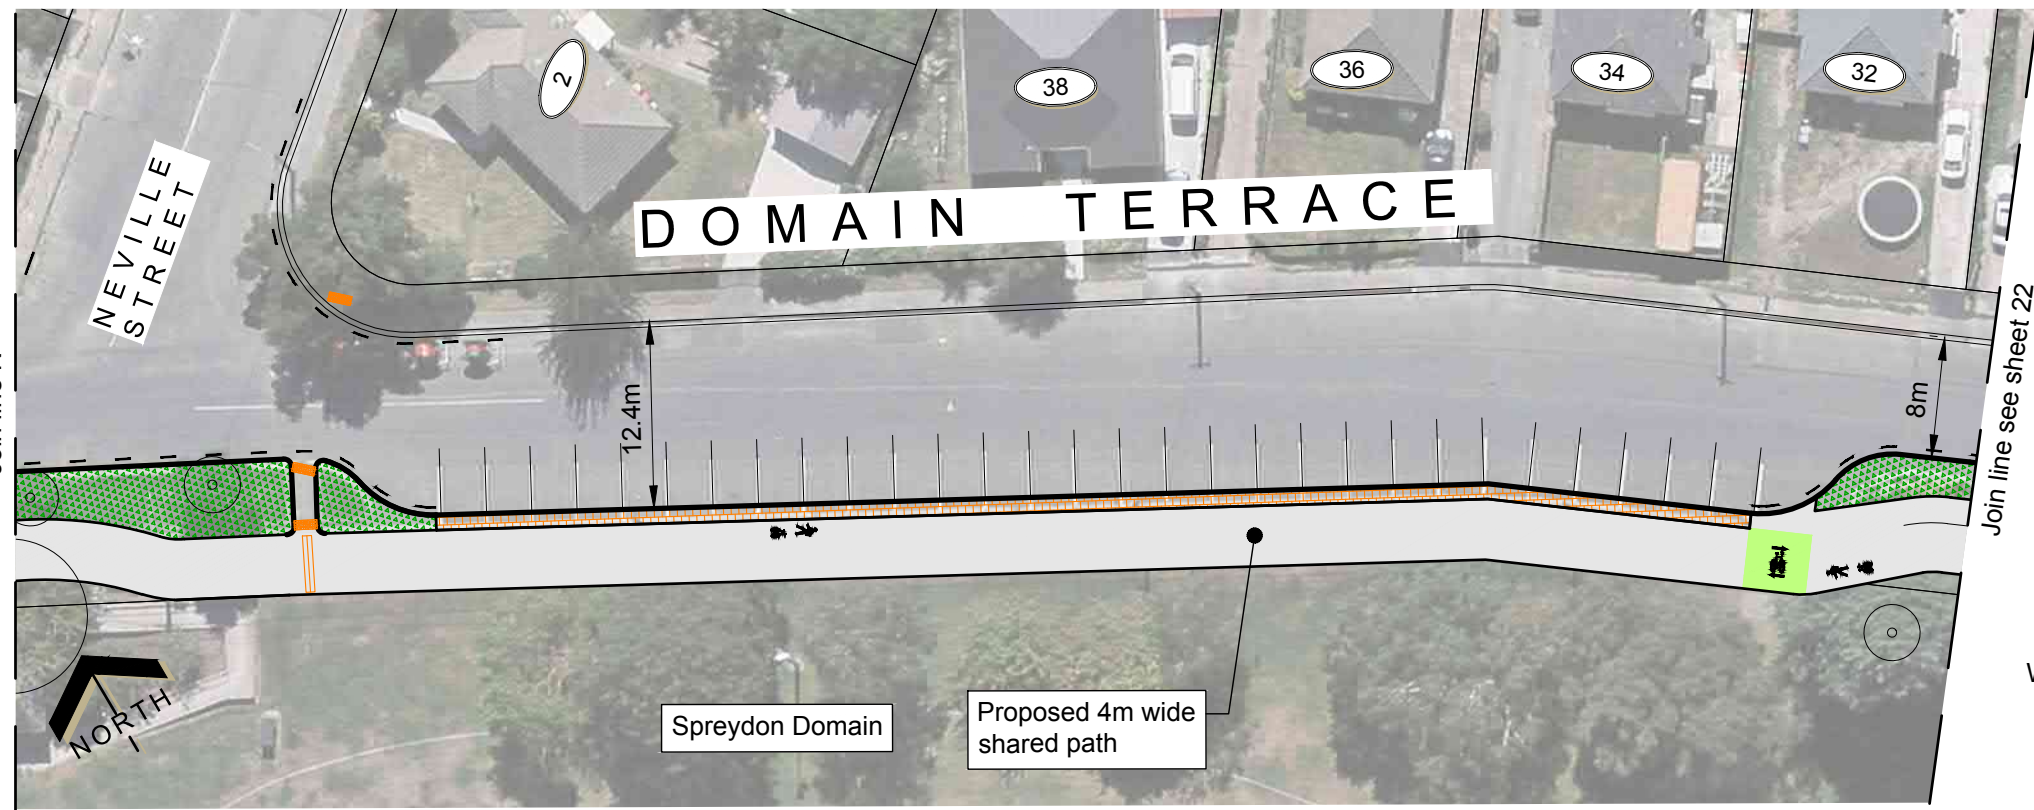 2
38
36
34
32
NEVILLE
STREET
DOMAIN TERRACE
12.4m
8m
Join line see sheet 22
Spreydon Domain
Proposed 4m wide
shared path
NORTH